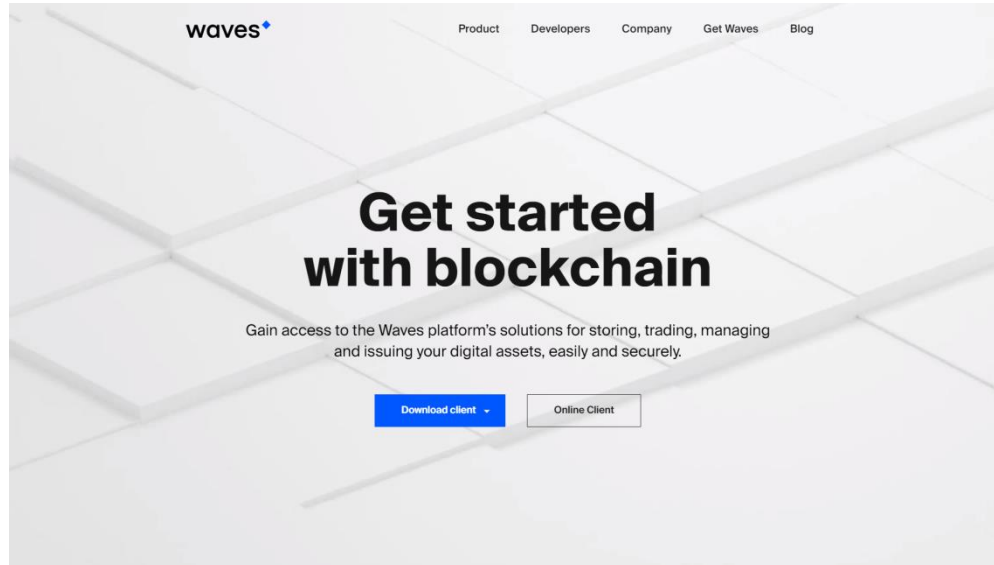 waves
Product Developers Company Get Waves Blog
Get started
with blockchain
Gain access to the Waves platform’s solutions for storing, trading, managing
and issuing your digital assets, easily and securely.
Download client Online Client